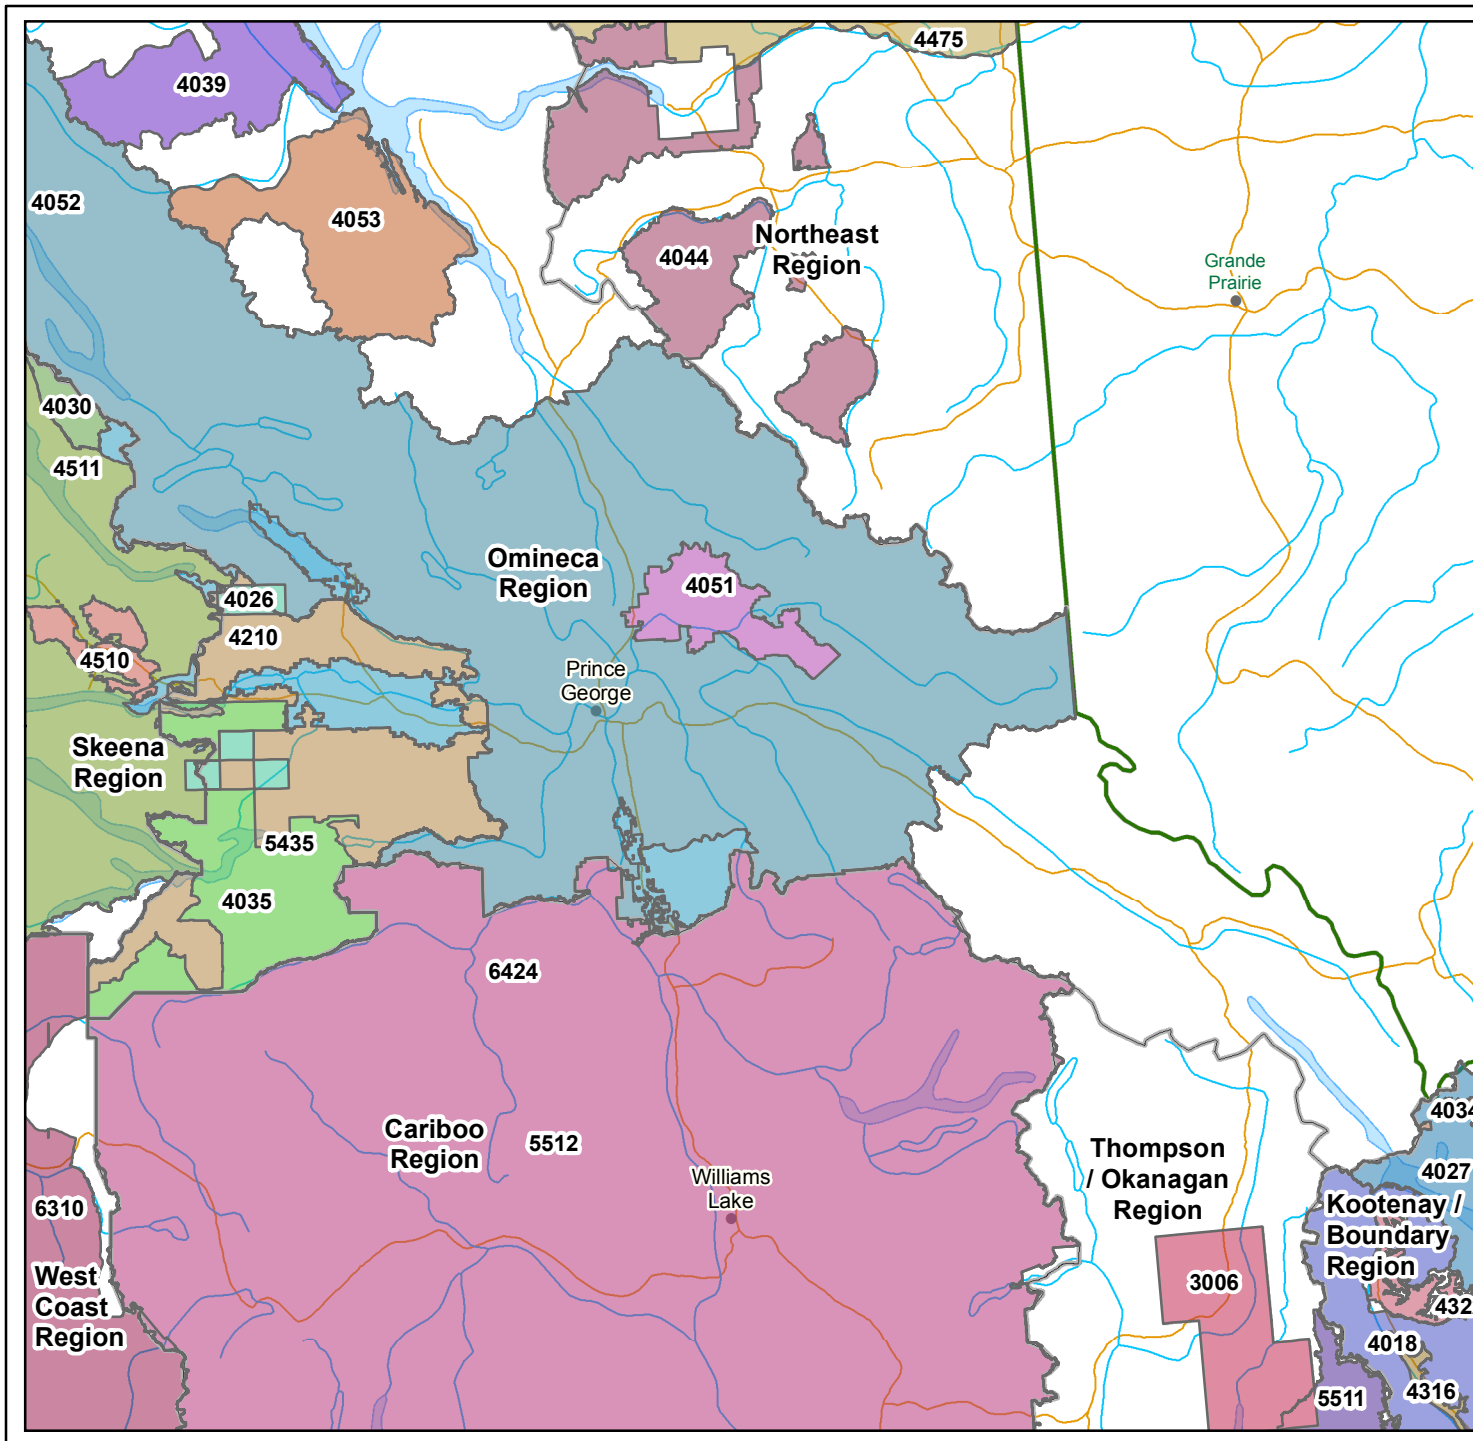 4475
4039
4052
4053
Northeast
Region
4044
Grande
Prairie
4030
4511
Omineca
Region
4051
4026
4210
4510
Prince
George
Skeena
Region
5435
4035
6424
Cariboo
Region
5512
Williams
Lake
Thompson
/ Okanagan
Region
4034
4027
6310
Kootenay /
Boundary
Region
West
Coast
Region
3006
432
4018
4316
5511